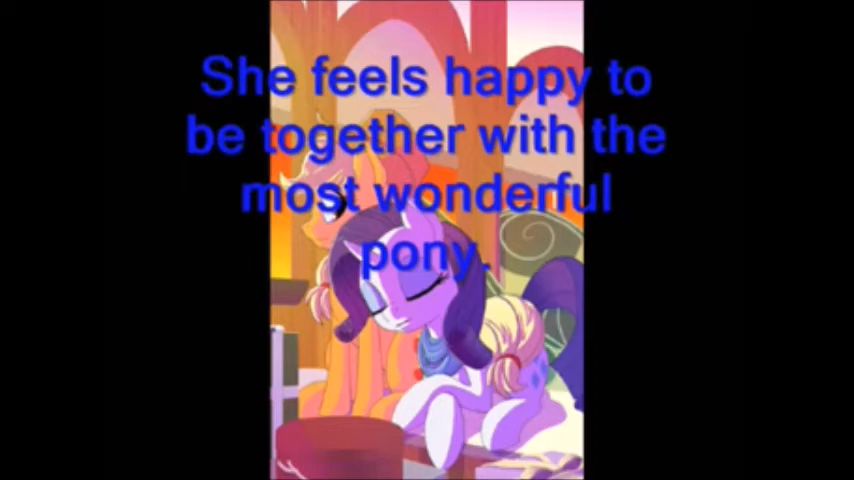 She feels happy to
be together with the
most wonderful
pony.